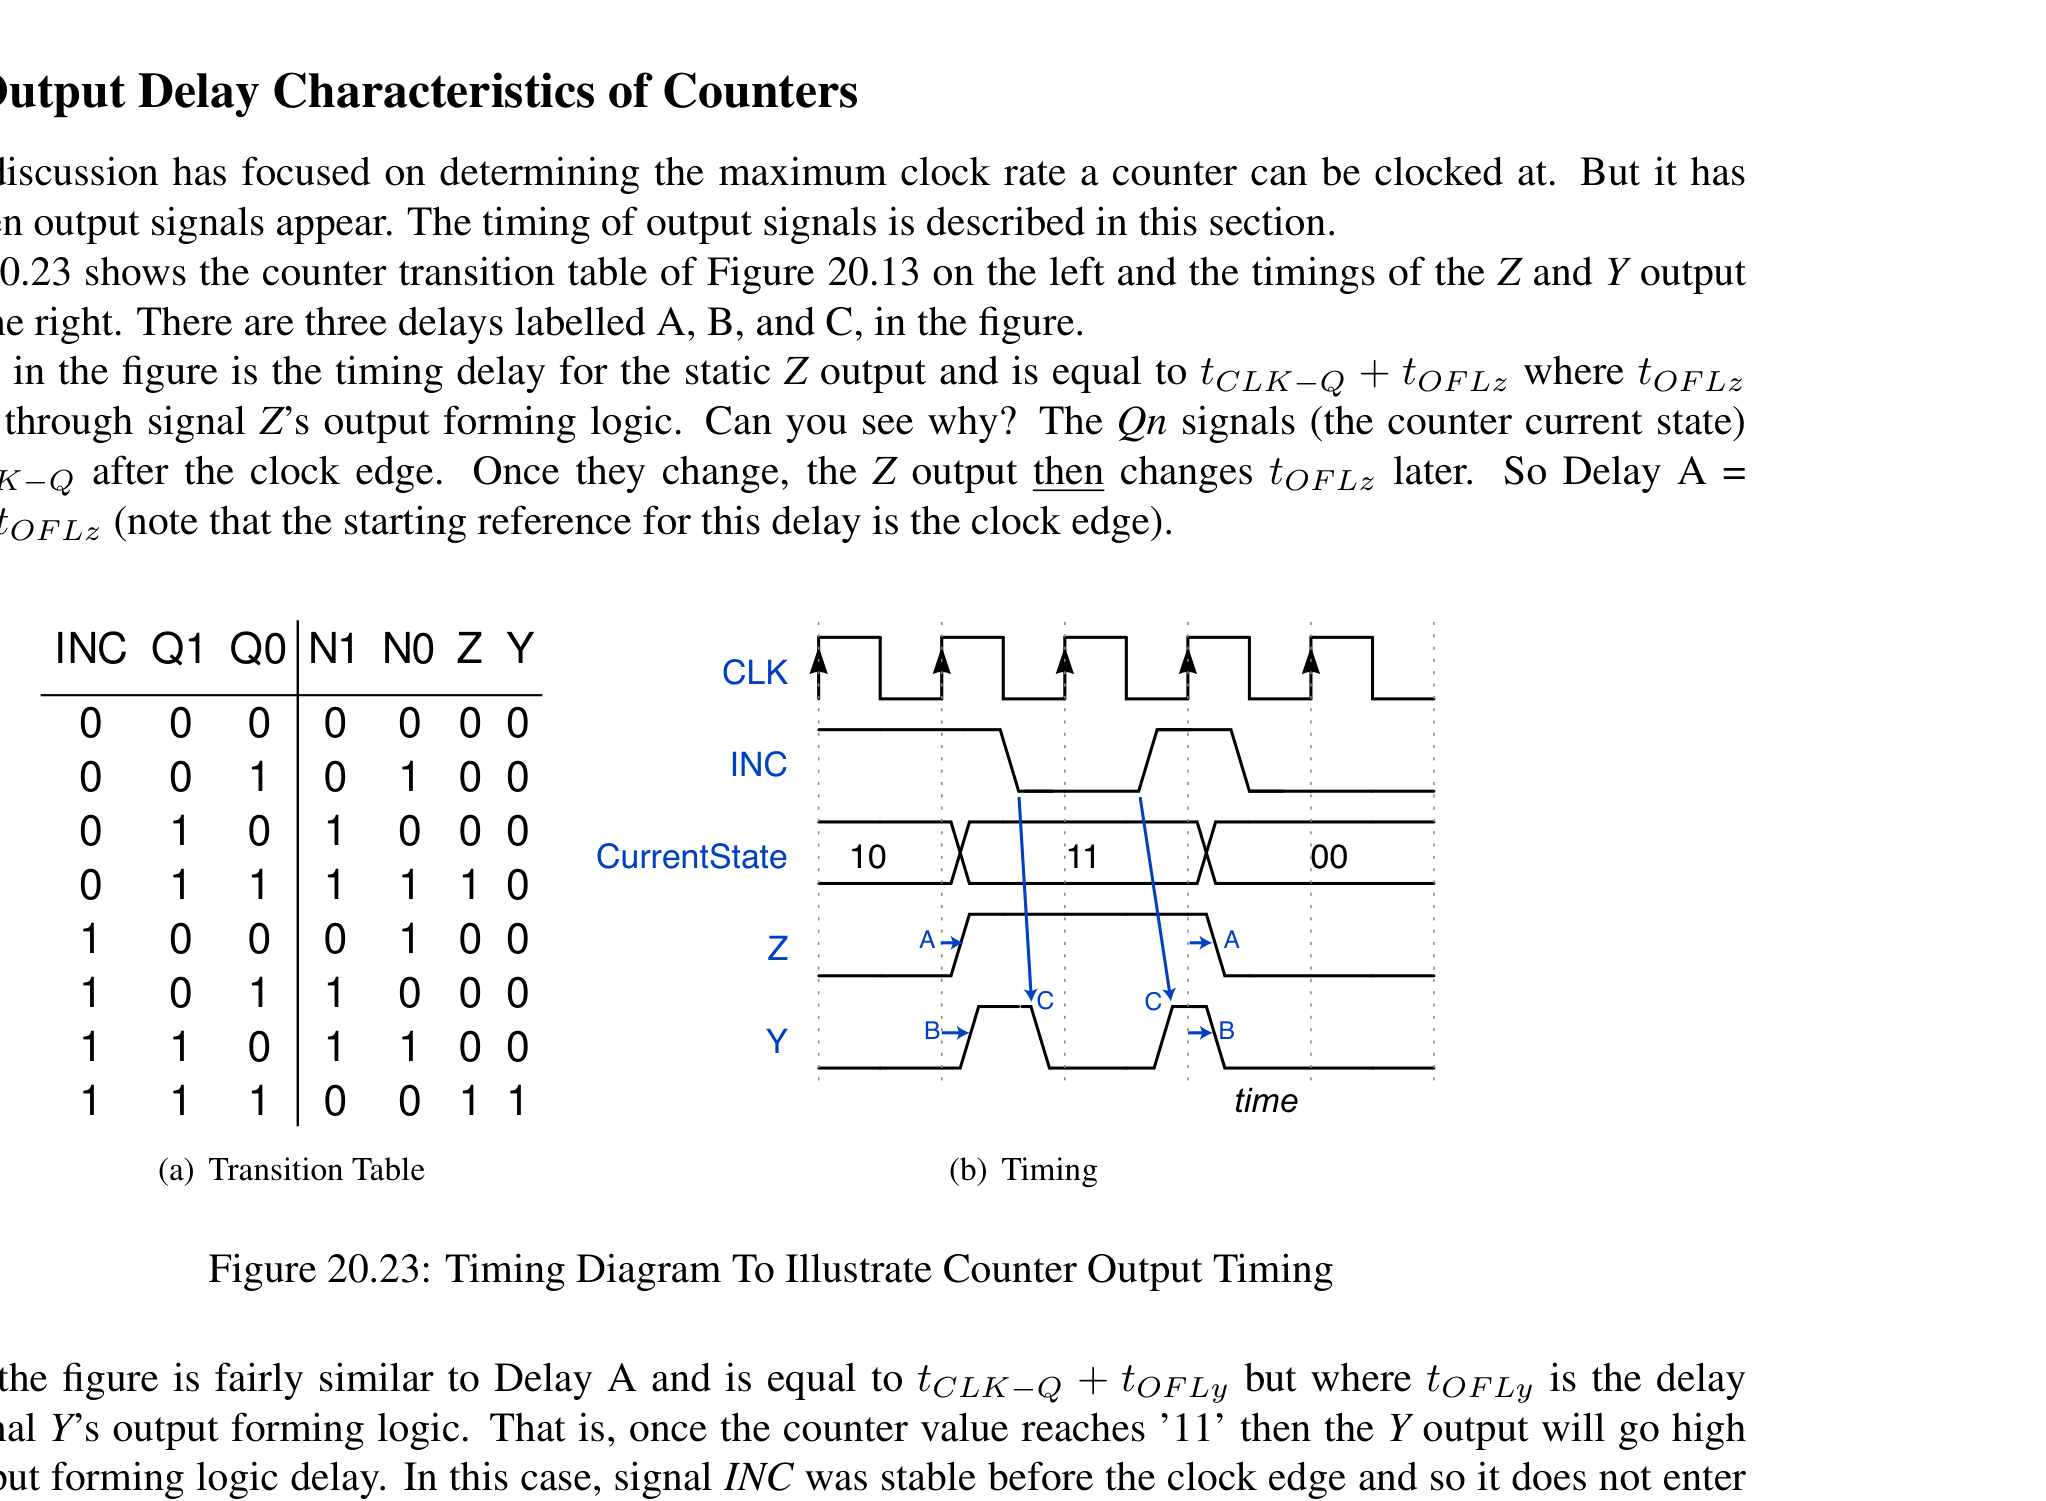 Output Delay Characteristics of Counters
discussion has focused on determining the maximum clock rate a counter can be clocked at. But it has
output signals appear. The timing of output signals is described in this section.
0.23 shows the counter transition table of Figure 20.13 on the left and the timings of the Z and Y output
right. There are three delays labelled A, B, and C, in the figure.
in the figure is the timing delay for the static Z output and is equal to t_{CLK-Q} + t_{OFLz} where t_{OFLz}
through signal Z's output forming logic. Can you see why? The Qn signals (the counter current state)
K-Q after the clock edge. Once they change, the Z output then changes t_{OFLz} later. So Delay A =
t_{OFLz} (note that the starting reference for this delay is the clock edge).
INC Q1 Q0 N1 N0 Z Y
0 0 0 0 0 0 0
0 0 1 0 1 0 0
0 1 0 1 0 0 0
0 1 1 1 1 1 0
1 0 0 0 1 0 0
1 0 1 1 0 0 0
1 1 0 1 1 0 0
1 1 1 0 0 1 1
(a) Transition Table
CLK
INC
CurrentState 10 11 00
Z A A
C C
Y B B
time
(b) Timing
Figure 20.23: Timing Diagram To Illustrate Counter Output Timing
the figure is fairly similar to Delay A and is equal to t_{CLK-Q} + t_{OFLy} but where t_{OFLy} is the delay
Y's output forming logic. That is, once the counter value reaches '11' then the Y output will go high
forming logic delay. In this case, signal INC was stable before the clock edge and so it does not enter